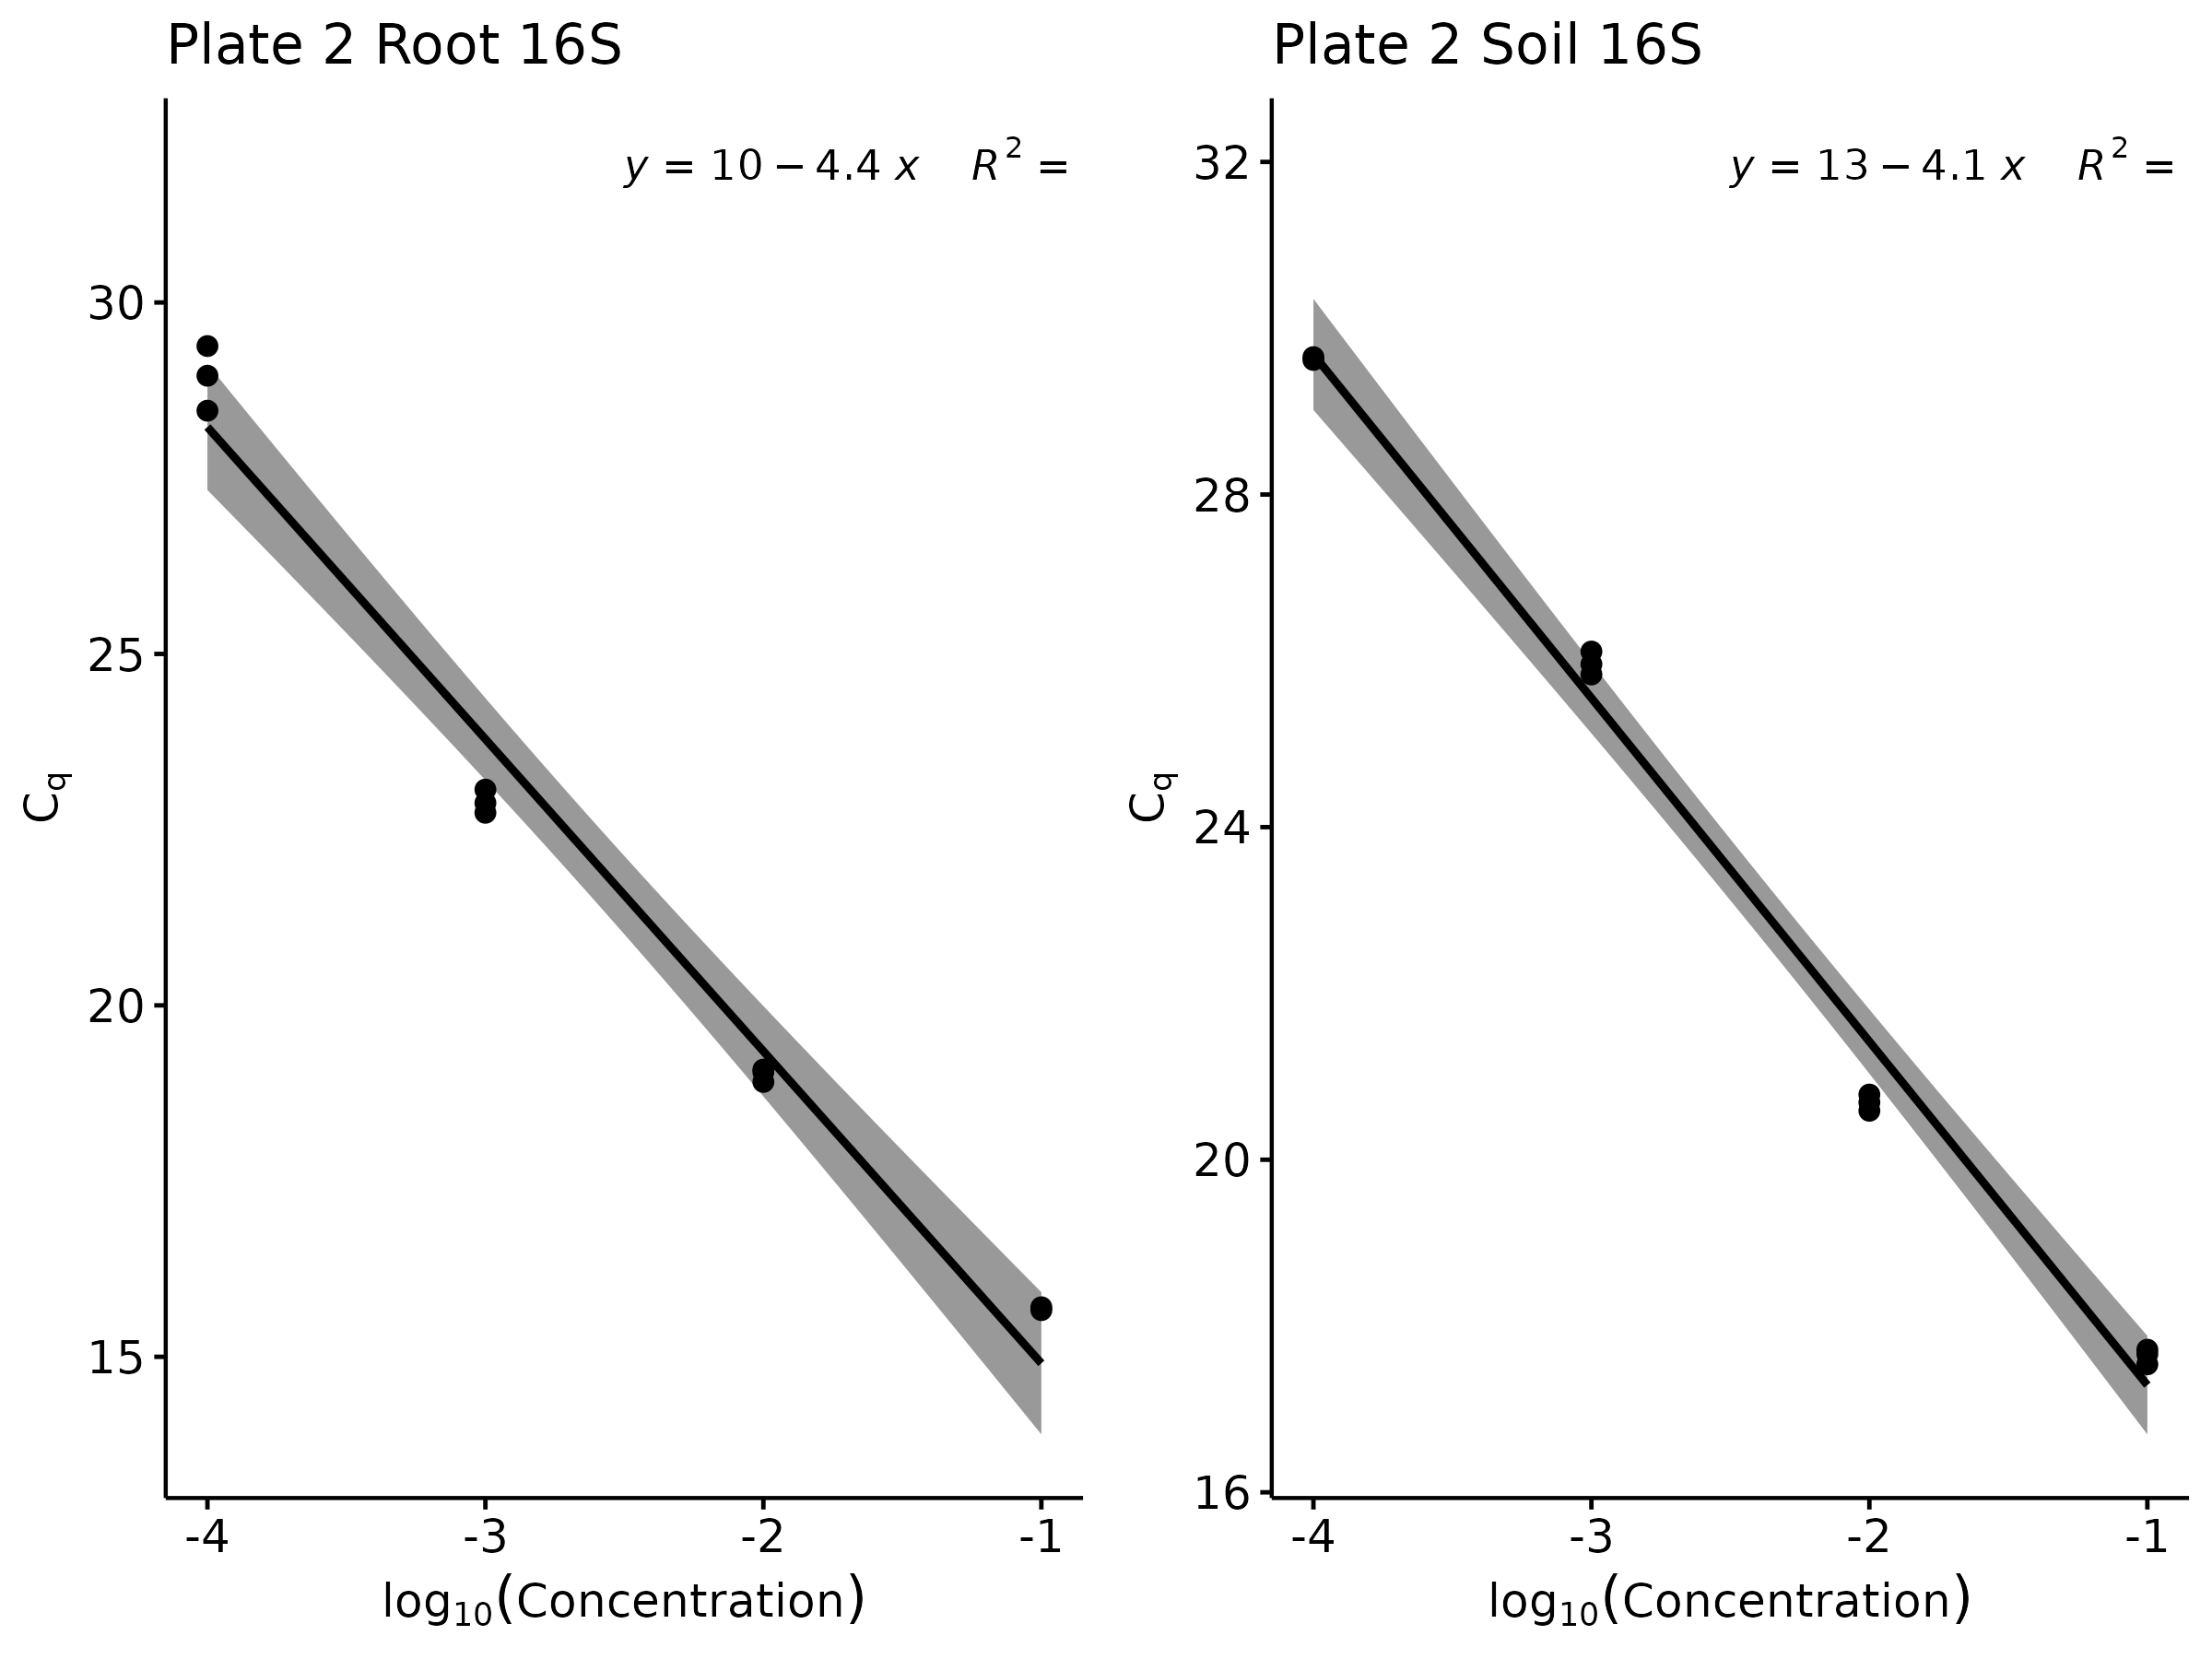 Plate 2 Root 16S
y = 10 − 4.4 x R² =
30
25
20
15
Cq
-4 -3 -2 -1
log₁₀(Concentration)
Plate 2 Soil 16S
y = 13 − 4.1 x R² =
32
28
24
20
16
Cq
-4 -3 -2 -1
log₁₀(Concentration)